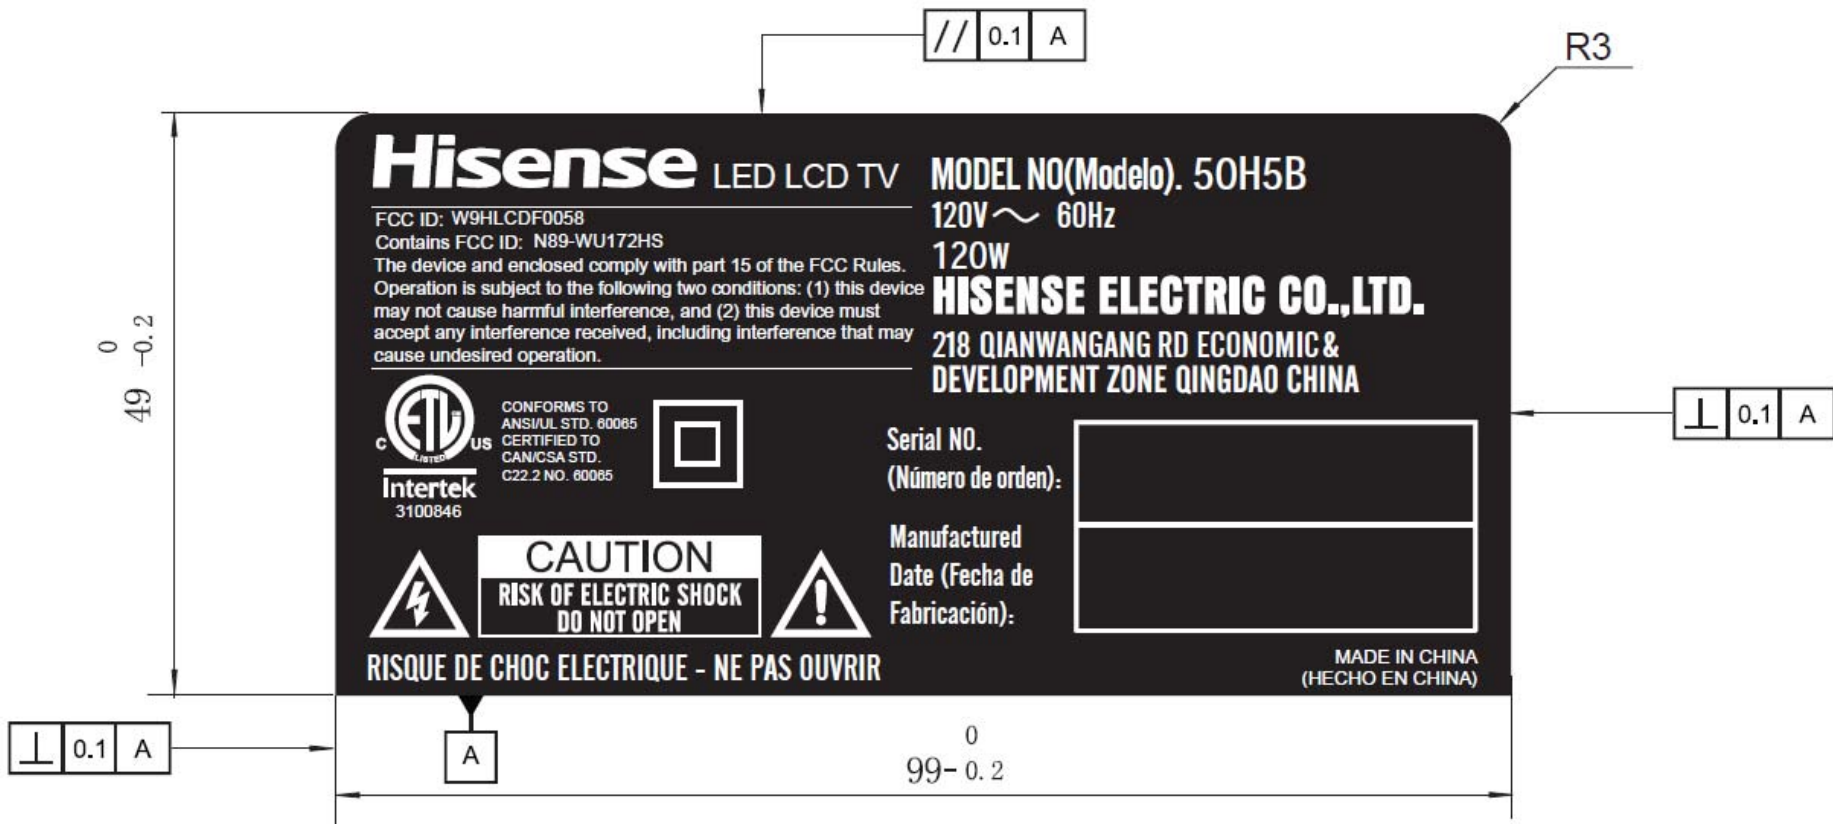 // 0.1 A
R3
Hisense LED LCD TV
FCC ID: W9HLCDF0058
Contains FCC ID: N89-WU172HS
The device and enclosed comply with part 15 of the FCC Rules.
Operation is subject to the following two conditions: (1) this device
may not cause harmful interference, and (2) this device must
accept any interference received, including interference that may
cause undesired operation.
MODEL NO(Modelo). 50H5B
120V～ 60Hz
120W
HISENSE ELECTRIC CO.,LTD.
218 QIANWANGANG RD ECONOMIC&
DEVELOPMENT ZONE QINGDAO CHINA
0
49 -0.2
⊥ 0.1 A
ETL
C US
LISTED
Intertek
3100846
CONFORMS TO
ANSI/UL STD. 60065
CERTIFIED TO
CAN/CSA STD.
C22.2 NO. 60065
Serial NO.
(Número de orden):
Manufactured
Date (Fecha de
Fabricación):
CAUTION
RISK OF ELECTRIC SHOCK
DO NOT OPEN
RISQUE DE CHOC ELECTRIQUE - NE PAS OUVRIR
MADE IN CHINA
(HECHO EN CHINA)
⊥ 0.1 A
A
0
99-0.2